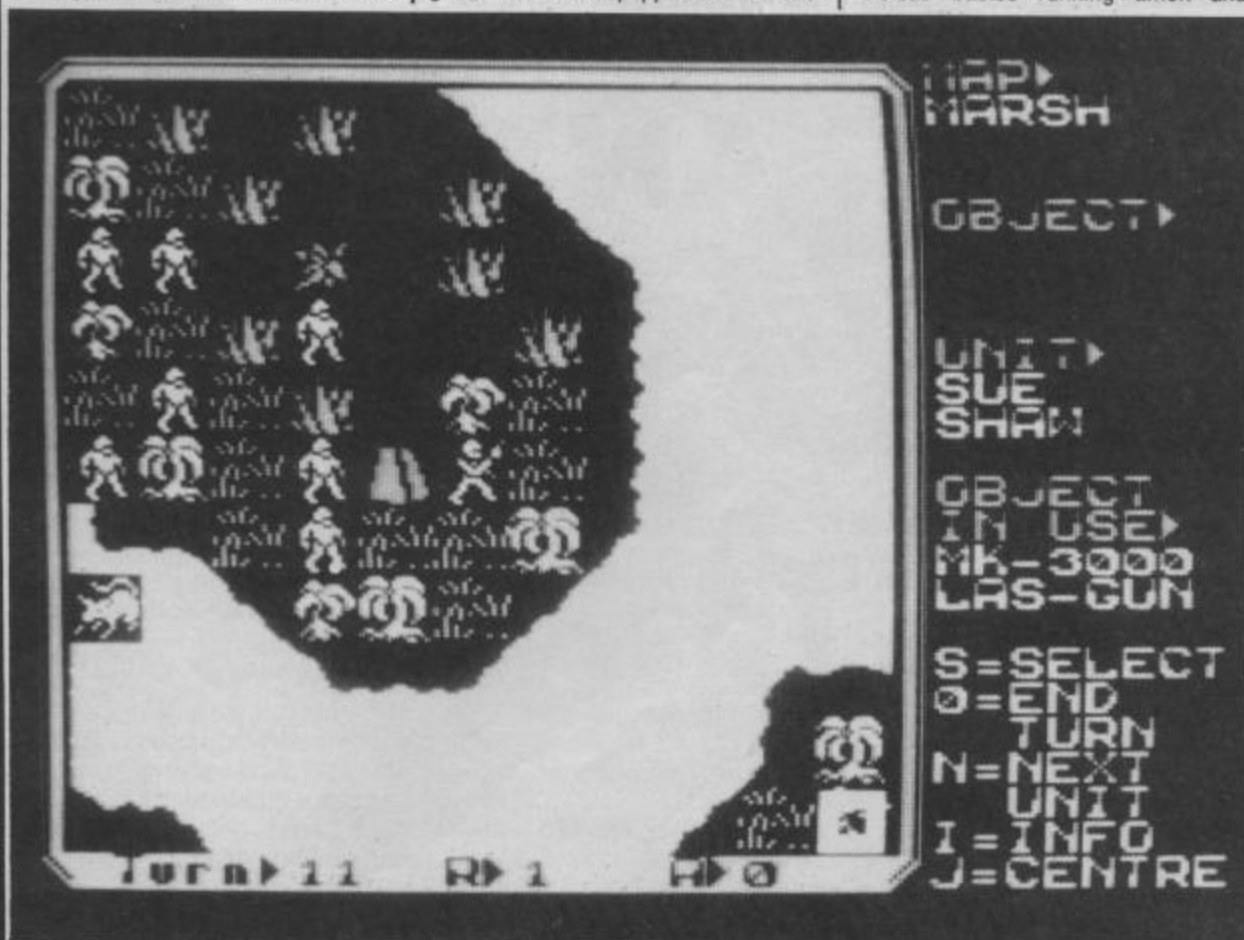 MAP▶
MARSH
OBJECT▶
UNIT▶
SUE
SHAW
OBJECT
IN USE▶
MK-3000
LAS-GUN
S=SELECT
0=END
TURN
N=NEXT
UNIT
I=INFO
J=CENTRE
Turn▶11 R▶1 A▶0